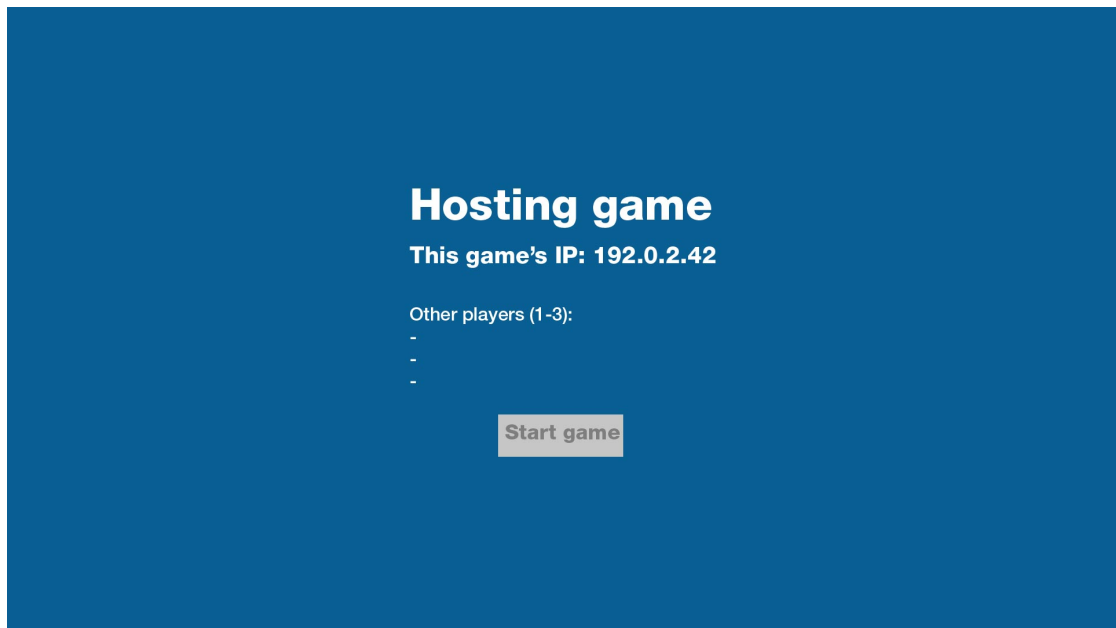 Hosting game
This game’s IP: 192.0.2.42
Other players (1-3):
-
-
-
Start game